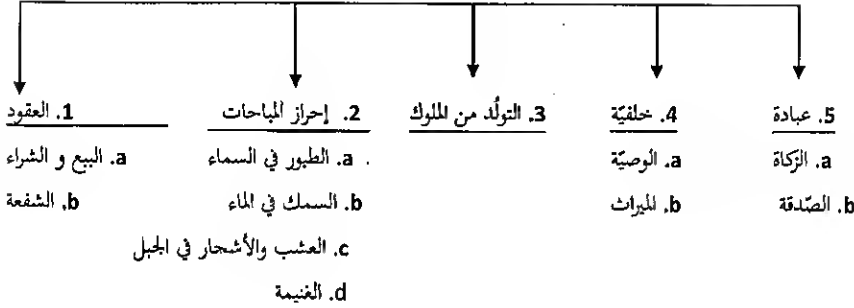 1. العقود
a. البيع و الشراء
b. الشفعة
2. إحراز المباحات
a. الطيور في السماء
b. السمك في الماء
c. العشب والأشجار في الجبل
d. الغنيمة
3. التولّد من الملوك
4. خلفيّة
a. الوصيّة
b. الميراث
5. عبادة
a. الزكاة
b. الصّدقة